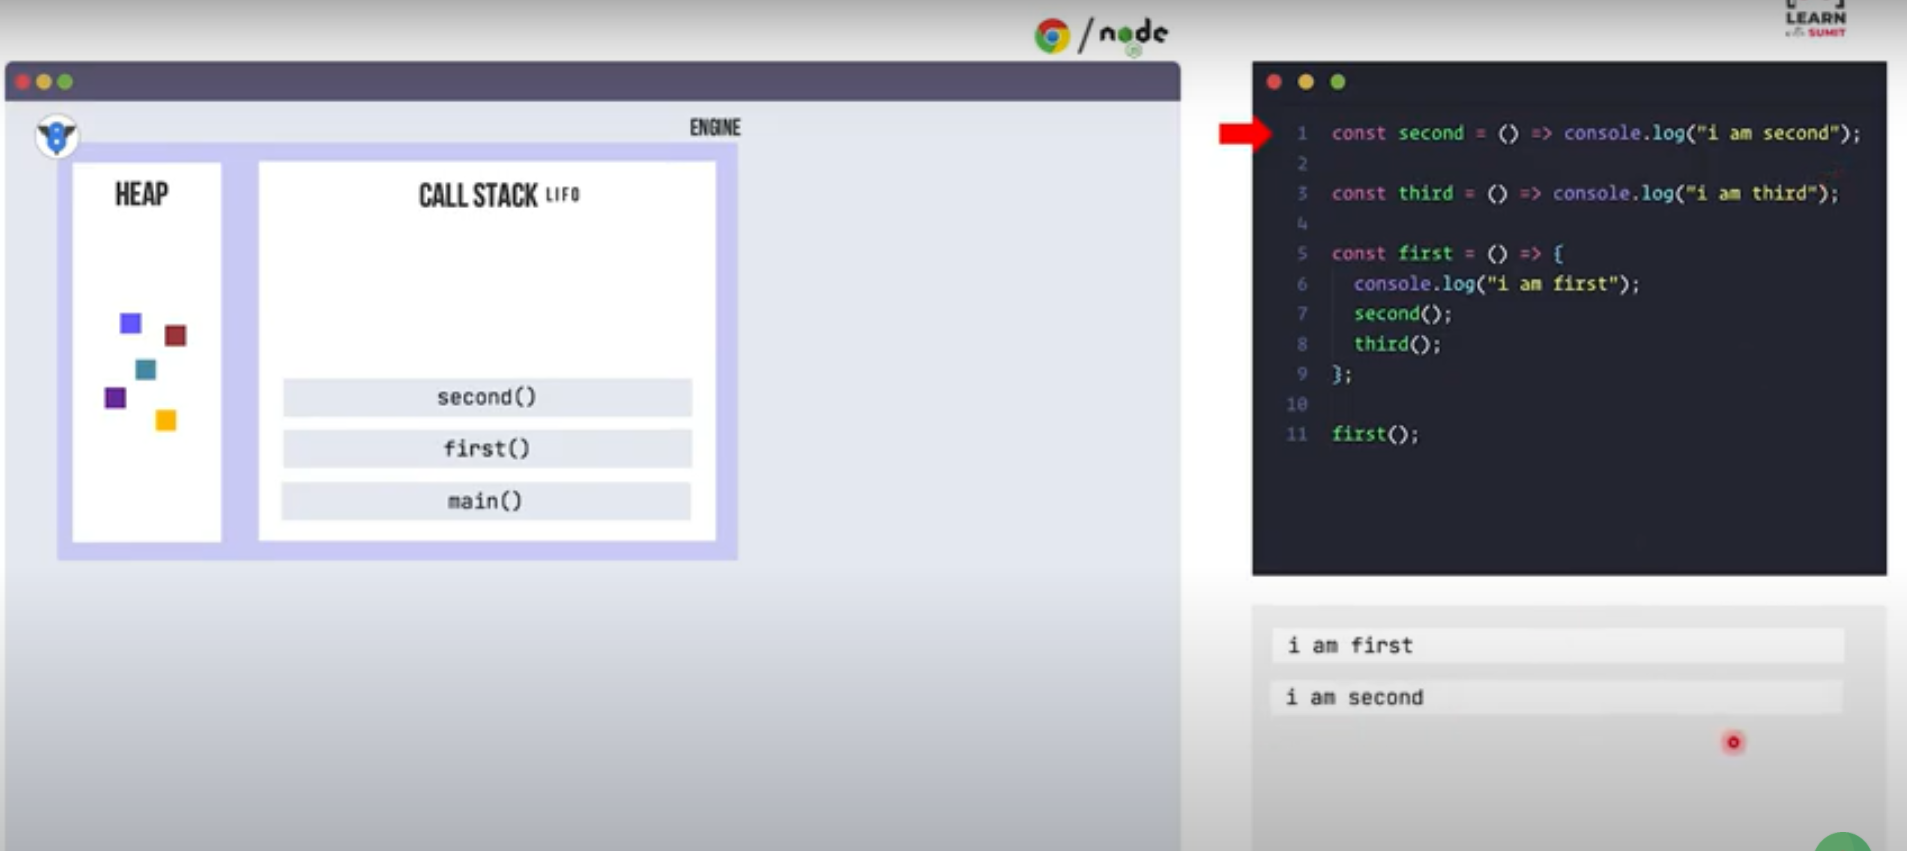 node
LEARN
SUMIT
ENGINE
HEAP
CALL STACK LIFO
second()
first()
main()
1 const second = () => console.log("i am second");
2
3 const third = () => console.log("i am third");
4
5 const first = () => {
6 console.log("i am first");
7 second();
8 third();
9 };
10
11 first();
i am first
i am second